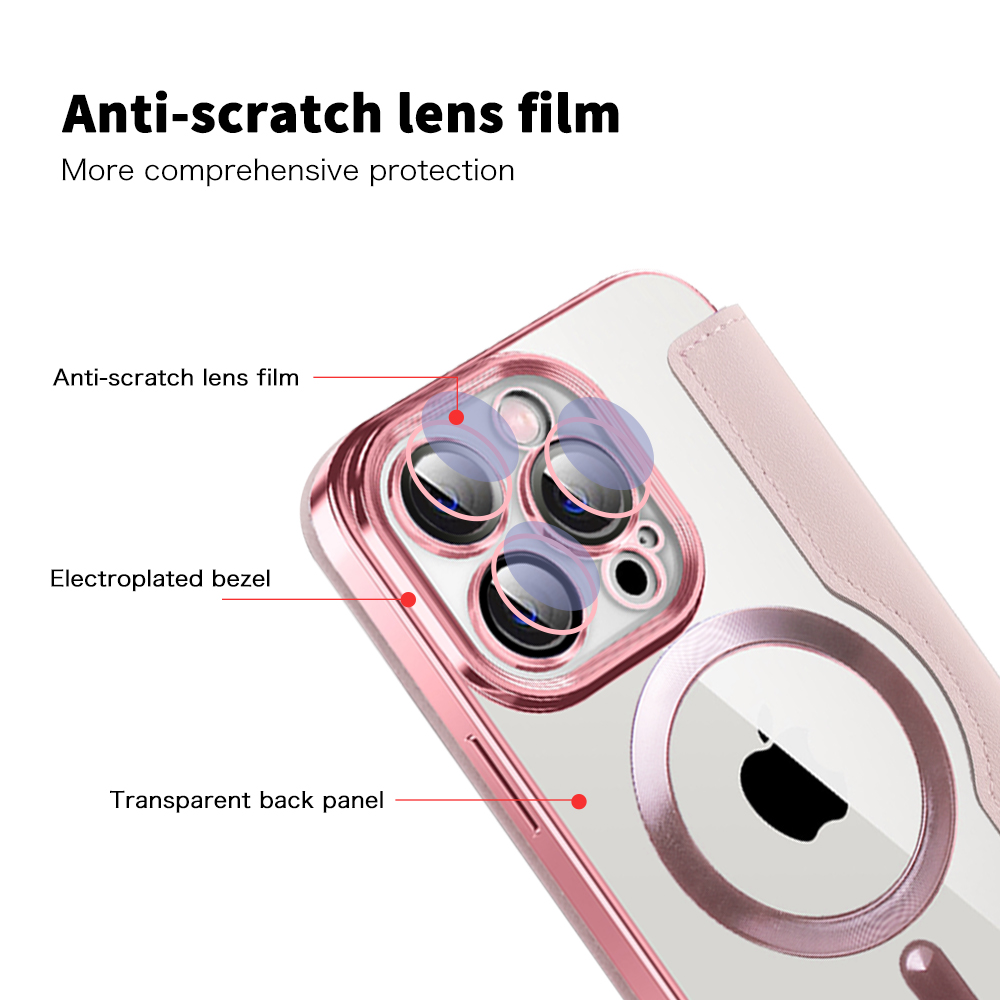 Anti-scratch lens film
More comprehensive protection
Anti-scratch lens film
Electroplated bezel
Transparent back panel